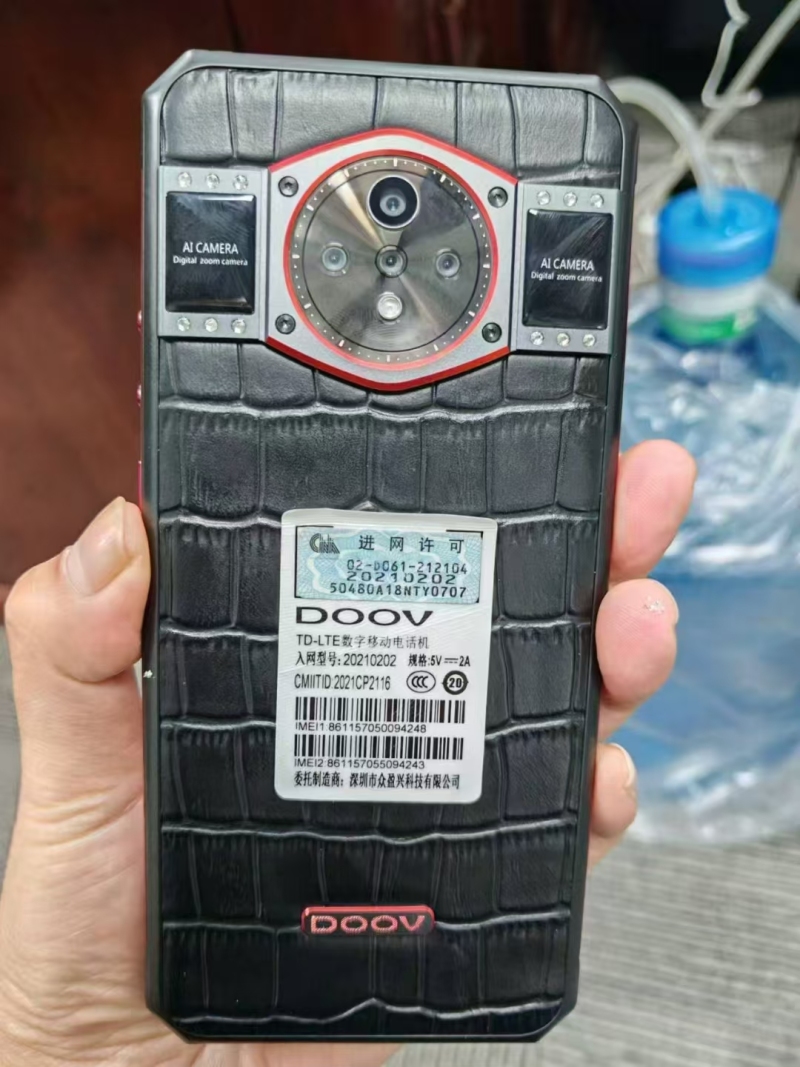 AI CAMERA
Digital zoom camera
AI CAMERA
Digital zoom camera
进网许可
02-DC61-212104
20210202
50480A18NTY0707
DOOV
TD-LTE数字移动电话机
入网型号: 20210202 规格:5V⎓2A
CMIITID:2021CP2116 CCC 20
IMEI1 861157050094248
IMEI2:861157055094243
委托制造商: 深圳市众盈兴科技有限公司
DOOV